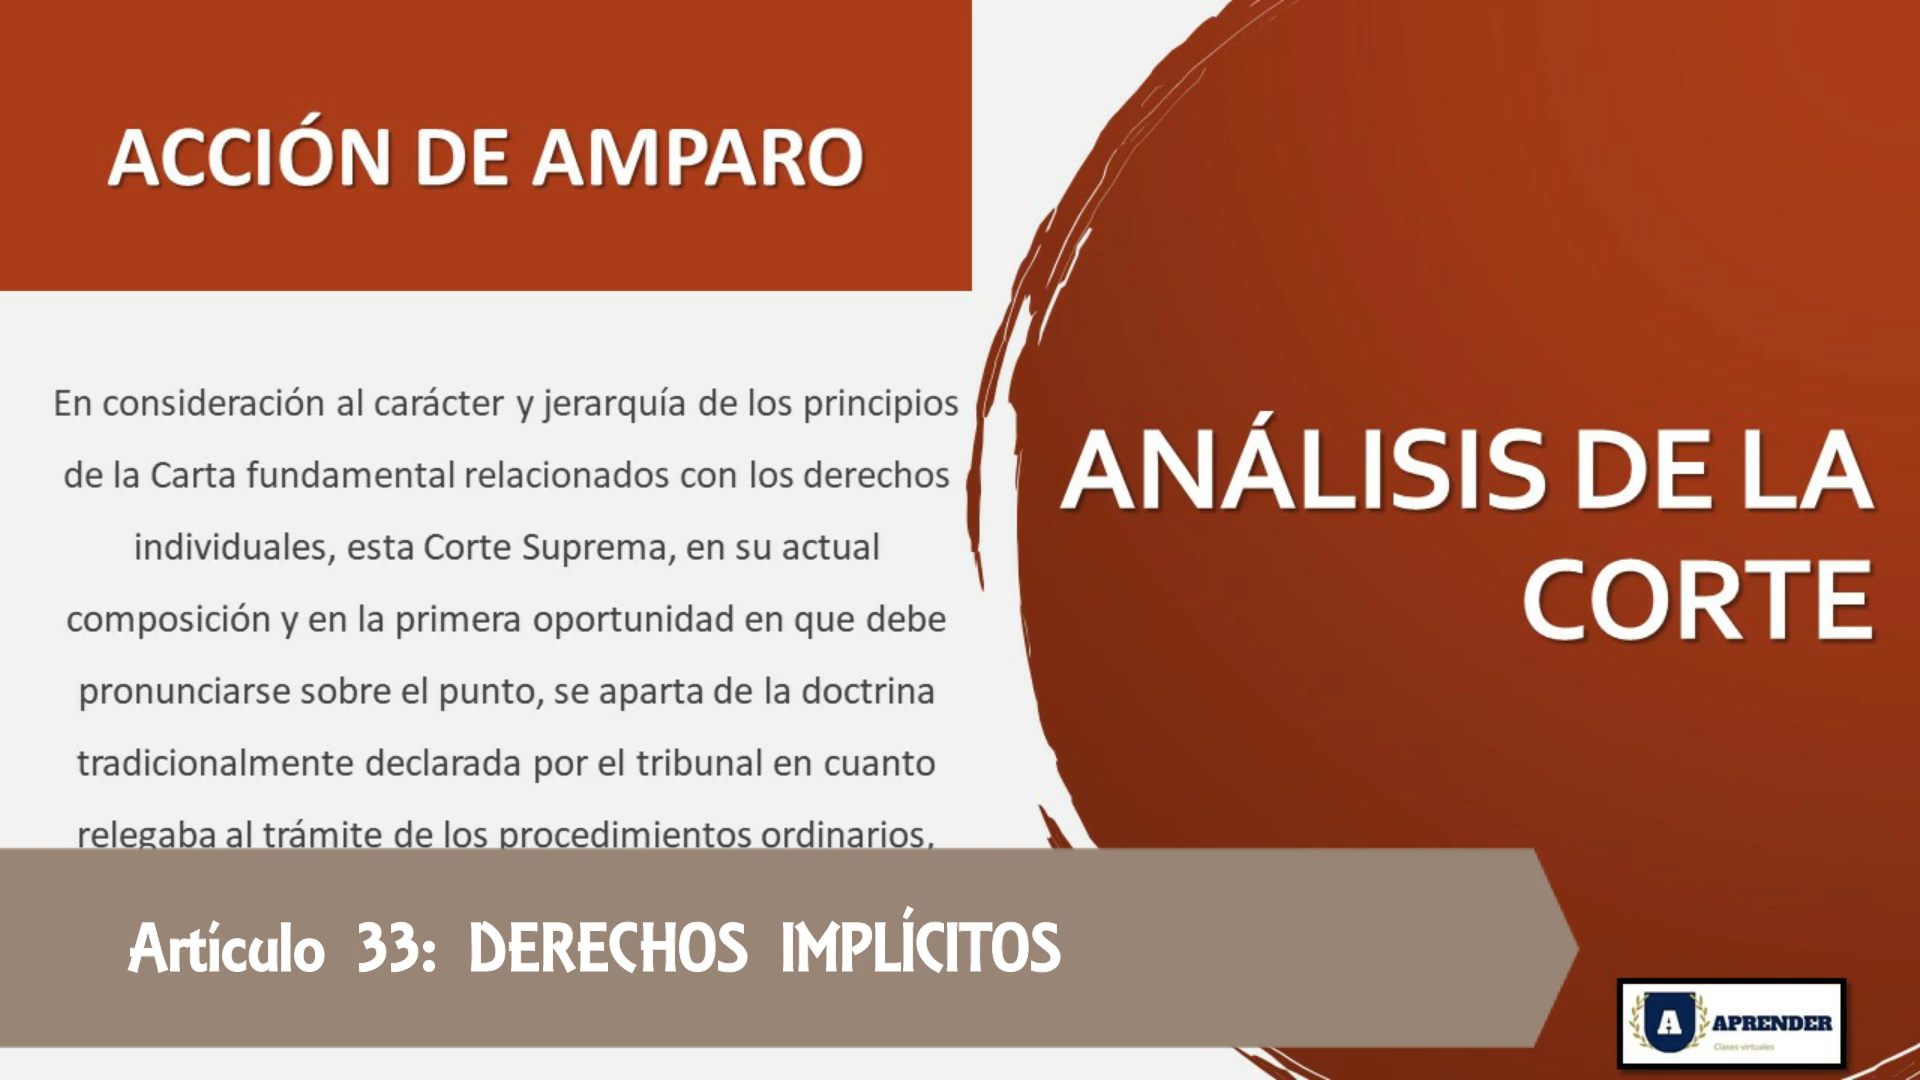 ACCIÓN DE AMPARO
En consideración al carácter y jerarquía de los principios
de la Carta fundamental relacionados con los derechos
individuales, esta Corte Suprema, en su actual
composición y en la primera oportunidad en que debe
pronunciarse sobre el punto, se aparta de la doctrina
tradicionalmente declarada por el tribunal en cuanto
relegaba al trámite de los procedimientos ordinarios,
ANÁLISIS DE LA
CORTE
Artículo 33: DERECHOS IMPLÍCITOS
A APRENDER
Clases virtuales